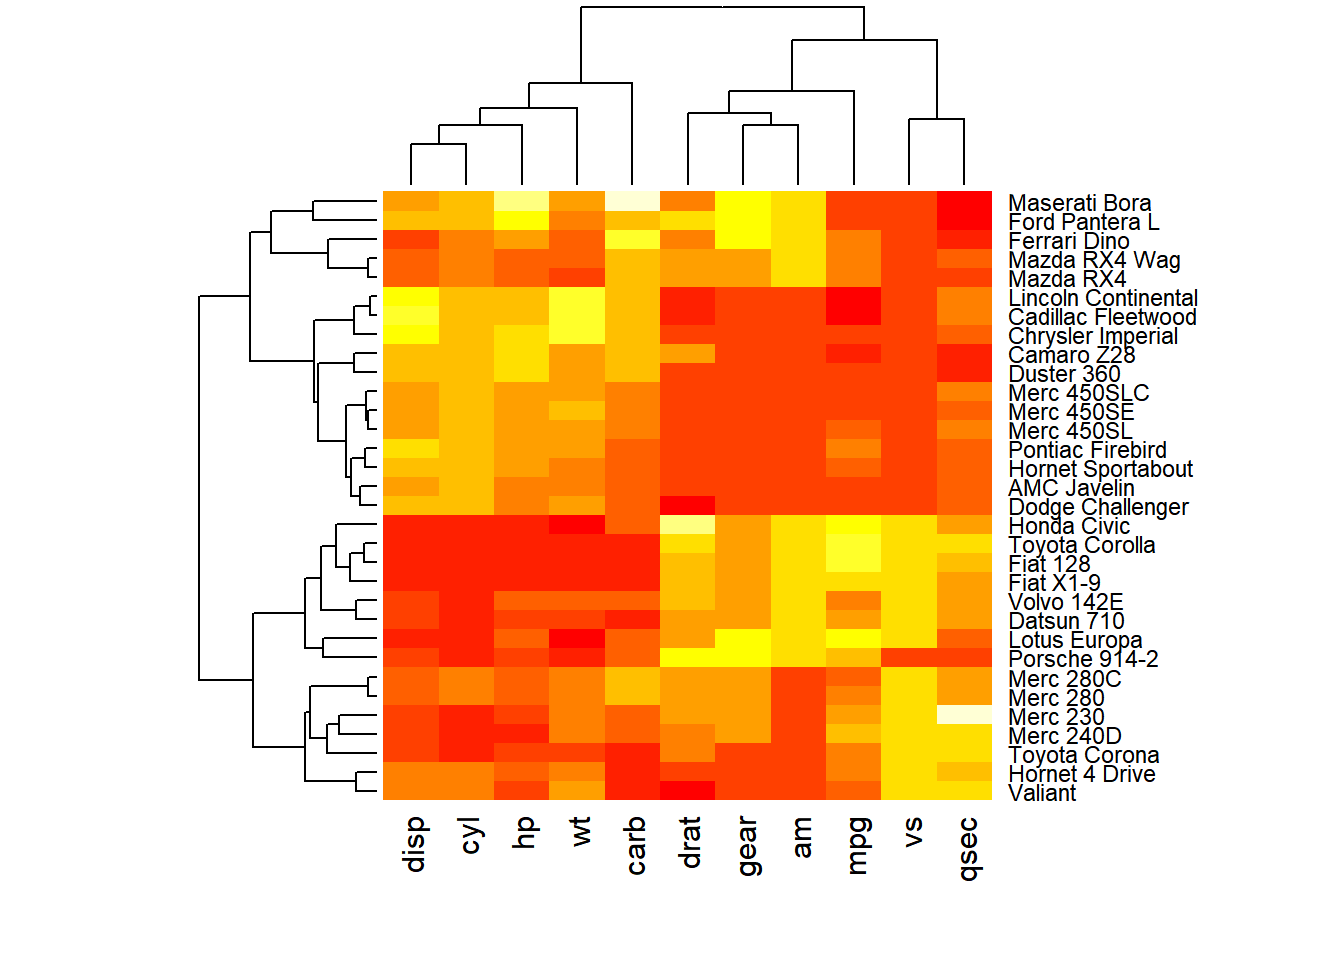 Maserati Bora
Ford Pantera L
Ferrari Dino
Mazda RX4 Wag
Mazda RX4
Lincoln Continental
Cadillac Fleetwood
Chrysler Imperial
Camaro Z28
Duster 360
Merc 450SLC
Merc 450SE
Merc 450SL
Pontiac Firebird
Hornet Sportabout
AMC Javelin
Dodge Challenger
Honda Civic
Toyota Corolla
Fiat 128
Fiat X1-9
Volvo 142E
Datsun 710
Lotus Europa
Porsche 914-2
Merc 280C
Merc 280
Merc 230
Merc 240D
Toyota Corona
Hornet 4 Drive
Valiant
disp
cyl
hp
wt
carb
drat
gear
am
mpg
vs
qsec